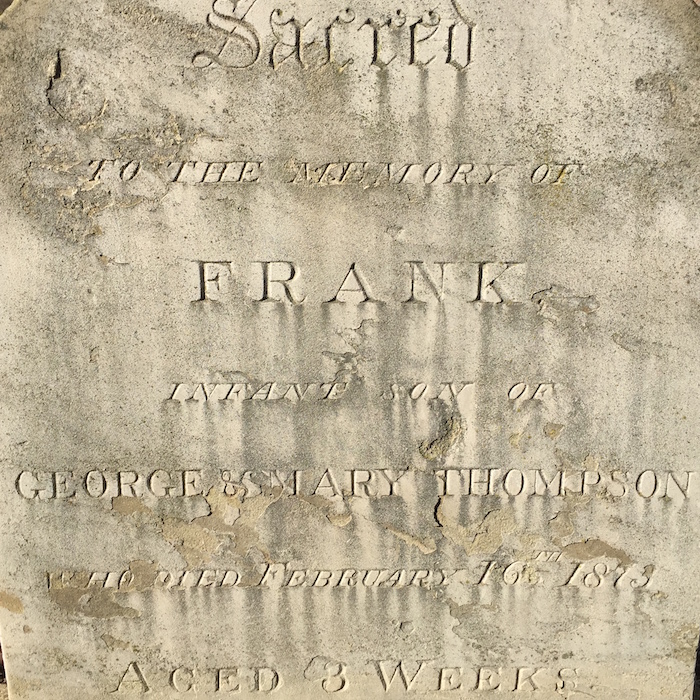 Sacred
TO THE MEMORY OF
FRANK
INFANT SON OF
GEORGE & MARY THOMPSON
WHO DIED FEBRUARY 16TH 1873
AGED 3 WEEKS.